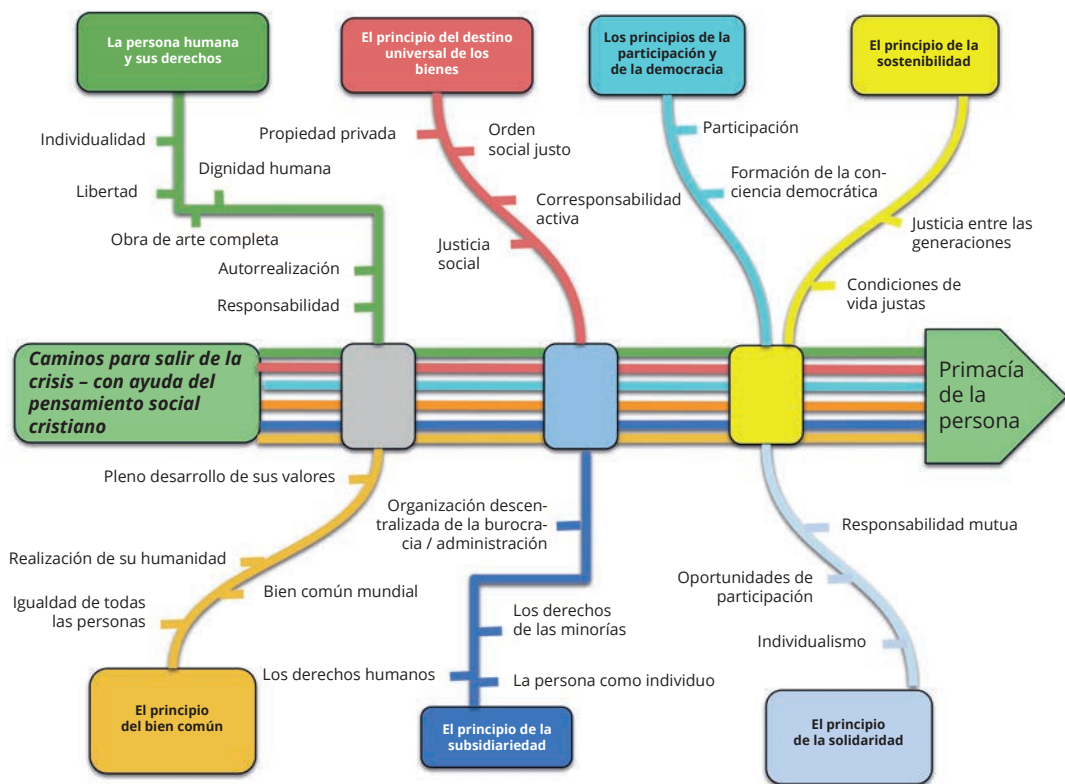 La persona humana
y sus derechos
El principio del destino
universal de los
bienes
Los principios de la
participación y
de la democracia
El principio de la
sostenibilidad
Individualidad
Libertad
Dignidad humana
Obra de arte completa
Autorrealización
Responsabilidad
Propiedad privada
Orden
social justo
Corresponsabilidad
activa
Justicia
social
Participación
Formación de la con-
ciencia democrática
Justicia entre las
generaciones
Condiciones de
vida justas
Caminos para salir de la
crisis – con ayuda del
pensamiento social
cristiano
Primacía
de la
persona
Pleno desarrollo de sus valores
Realización de su humanidad
Bien común mundial
Igualdad de todas
las personas
El principio
del bien común
Organización descen-
tralizada de la burocra-
cia / administración
Los derechos
de las minorías
Los derechos humanos
La persona como individuo
El principio de la
subsidiariedad
Responsabilidad mutua
Oportunidades de
participación
Individualismo
El principio
de la solidaridad